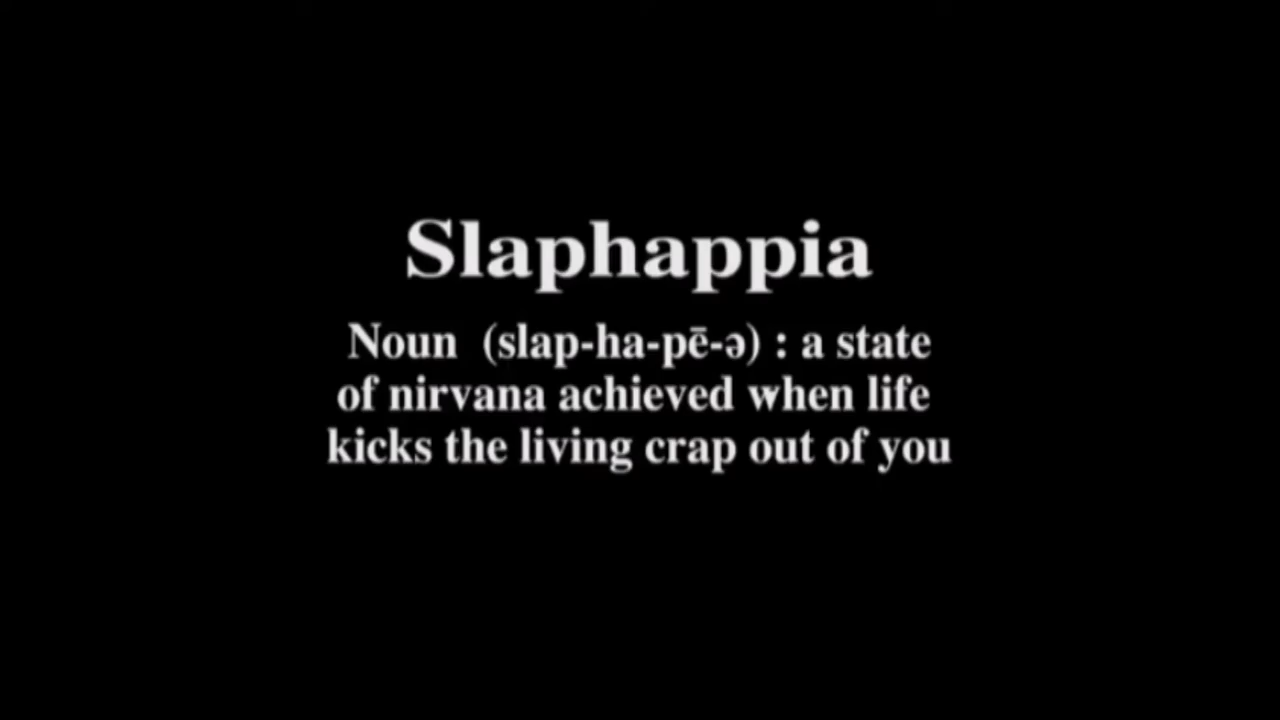 Slaphappia
Noun (slap-ha-pē-ə) : a state
of nirvana achieved when life
kicks the living crap out of you